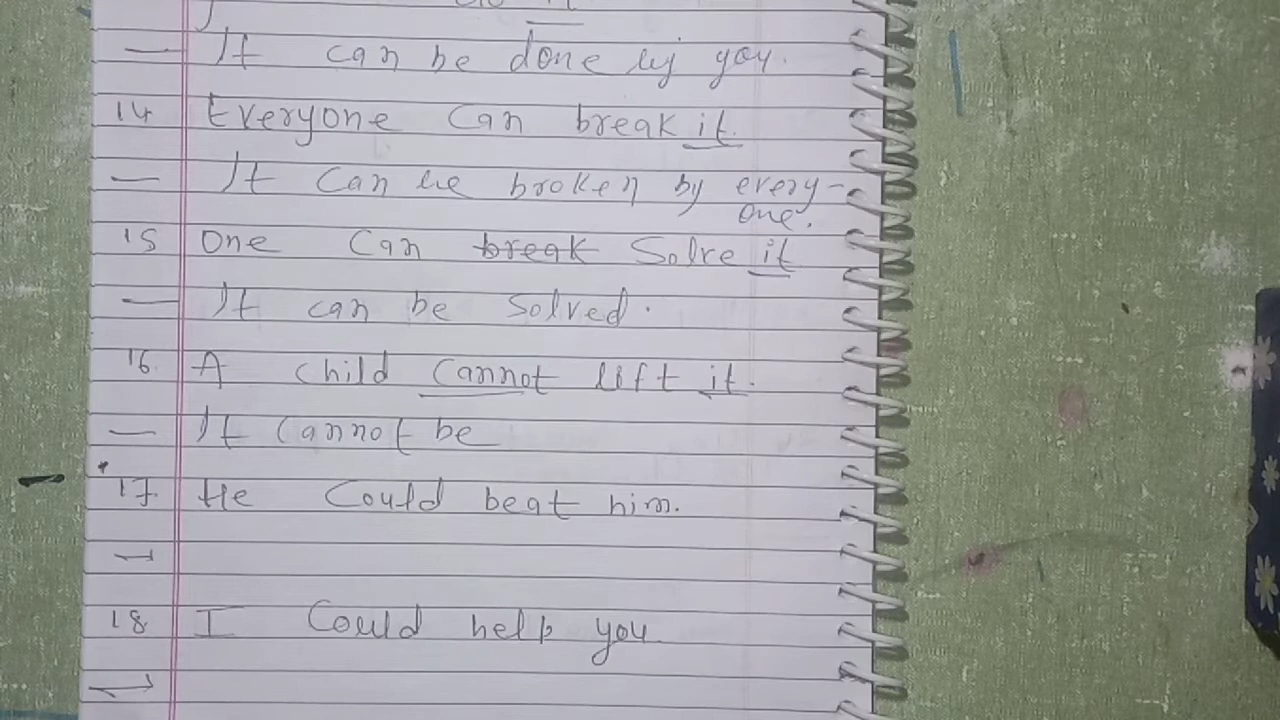 — It can be done by you.
14 Everyone can break it.
— It can be broken by every-
one.
15 One can break Solve it
— It can be solved.
16. A child cannot lift it.
— It cannot be
17. He could beat him.
—
18 I could help you
—